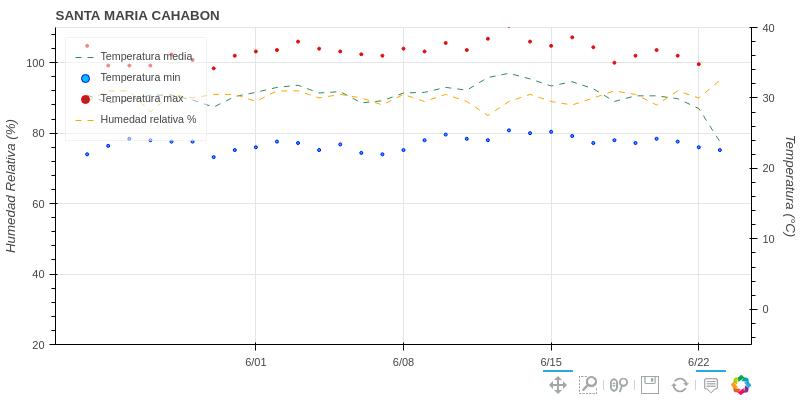 SANTA MARIA CAHABON
Temperatura media
Temperatura min
Temperatura max
Humedad relativa %
Humedad Relativa (%)
100
80
60
40
20
40
30
20
10
0
Temperatura (°C)
6/01
6/08
6/15
6/22